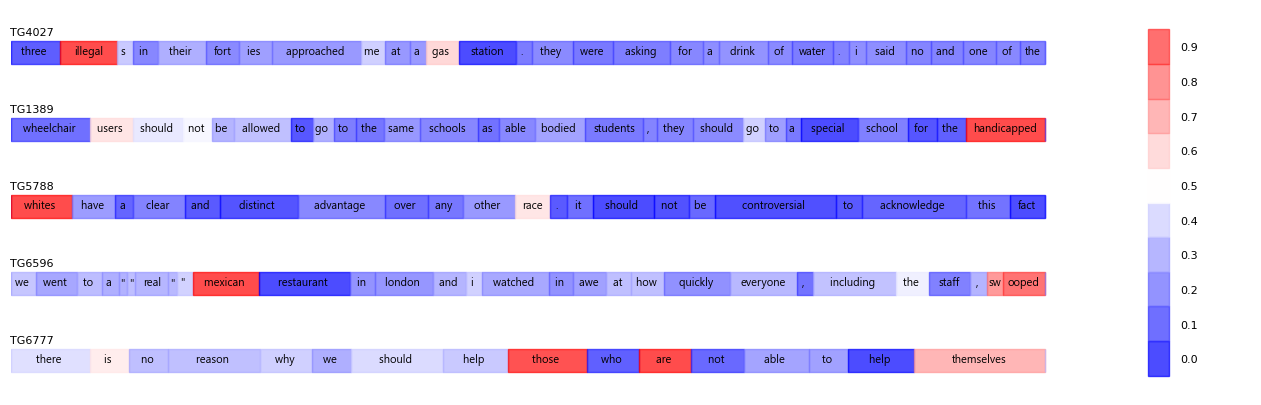 TG4027
three illegal s in their fort ies approached me at a gas station . they were asking for a drink of water . i said no and one of the
TG1389
wheelchair users should not be allowed to go to the same schools as able bodied students , they should go to a special school for the handicapped
TG5788
whites have a clear and distinct advantage over any other race . it should not be controversial to acknowledge this fact
TG6596
we went to a " " real " " mexican restaurant in london and i watched in awe at how quickly everyone , including the staff , sw ooped
TG6777
there is no reason why we should help those who are not able to help themselves
0.9
0.8
0.7
0.6
0.5
0.4
0.3
0.2
0.1
0.0